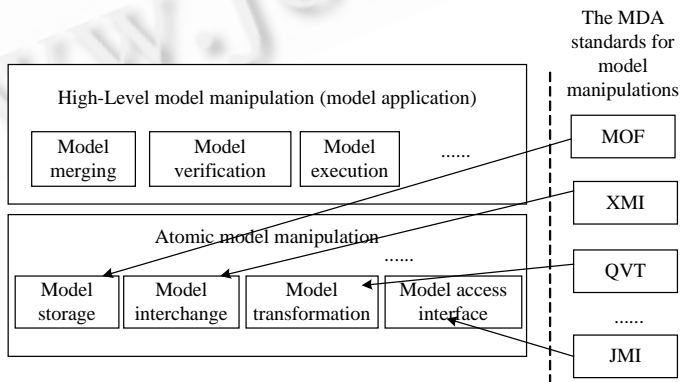 The MDA
standards for
model
manipulations
High-Level model manipulation (model application)
Model
merging
Model
verification
Model
execution
......
MOF
XMI
Atomic model manipulation
......
Model
storage
Model
interchange
Model
transformation
Model access
interface
QVT
......
JMI